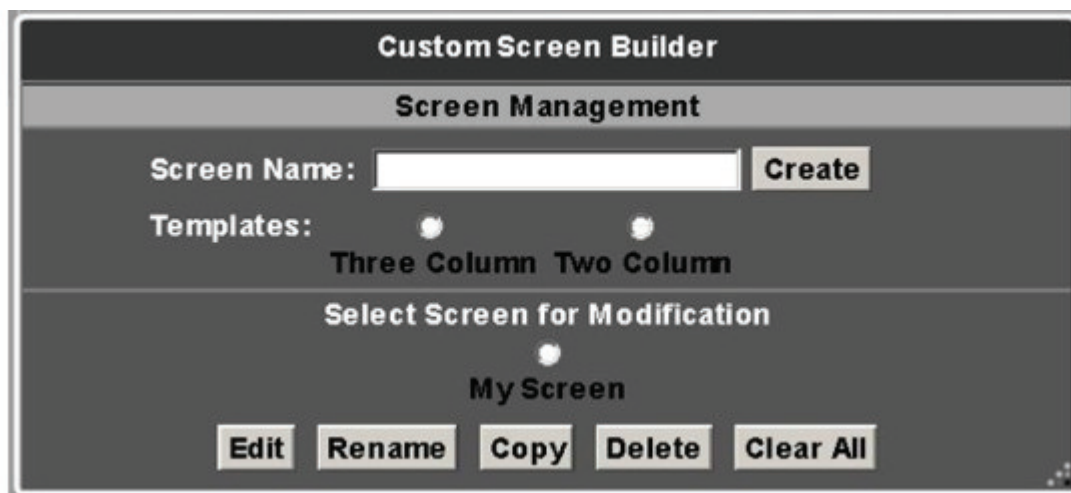 Custom Screen Builder
Screen Management
Screen Name: Create
Templates:
Three Column Two Column
Select Screen for Modification
My Screen
Edit Rename Copy Delete Clear All